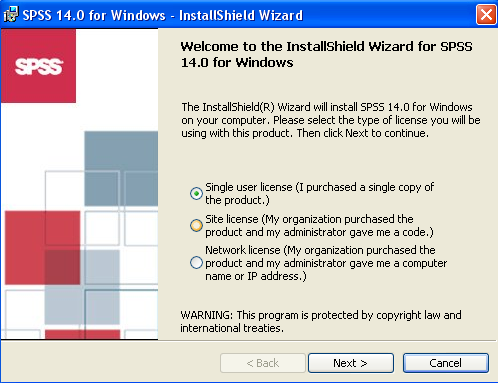 SPSS 14.0 for Windows - InstallShield Wizard
SPSS
Welcome to the InstallShield Wizard for SPSS
14.0 for Windows
The InstallShield(R) Wizard will install SPSS 14.0 for Windows
on your computer. Please select the type of license you will be
using with this product. Then click Next to continue.
Single user license (I purchased a single copy of
the product.)
Site license (My organization purchased the
product and my administrator gave me a code.)
Network license (My organization purchased the
product and my administrator gave me a computer
name or IP address.)
WARNING: This program is protected by copyright law and
international treaties.
< Back
Next >
Cancel